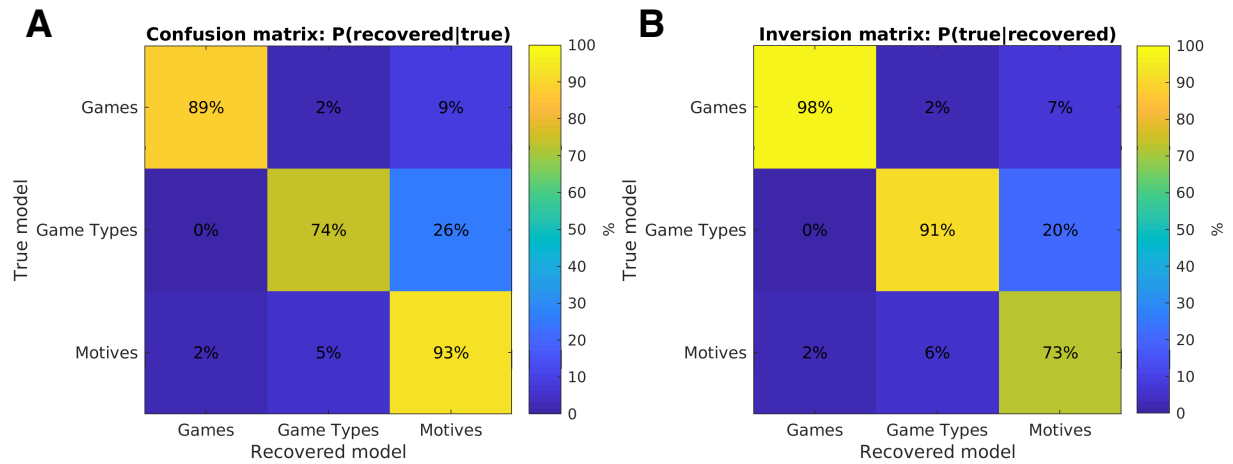 A
Confusion matrix: P(recovered|true)
100
90
80
70
60
50
40
30
20
10
0
%
True model
Games
Game Types
Motives
89%
2%
9%
0%
74%
26%
2%
5%
93%
Games
Game Types
Motives
Recovered model
B
Inversion matrix: P(true|recovered)
100
90
80
70
60
50
40
30
20
10
0
%
True model
Games
Game Types
Motives
98%
2%
7%
0%
91%
20%
2%
6%
73%
Games
Game Types
Motives
Recovered model